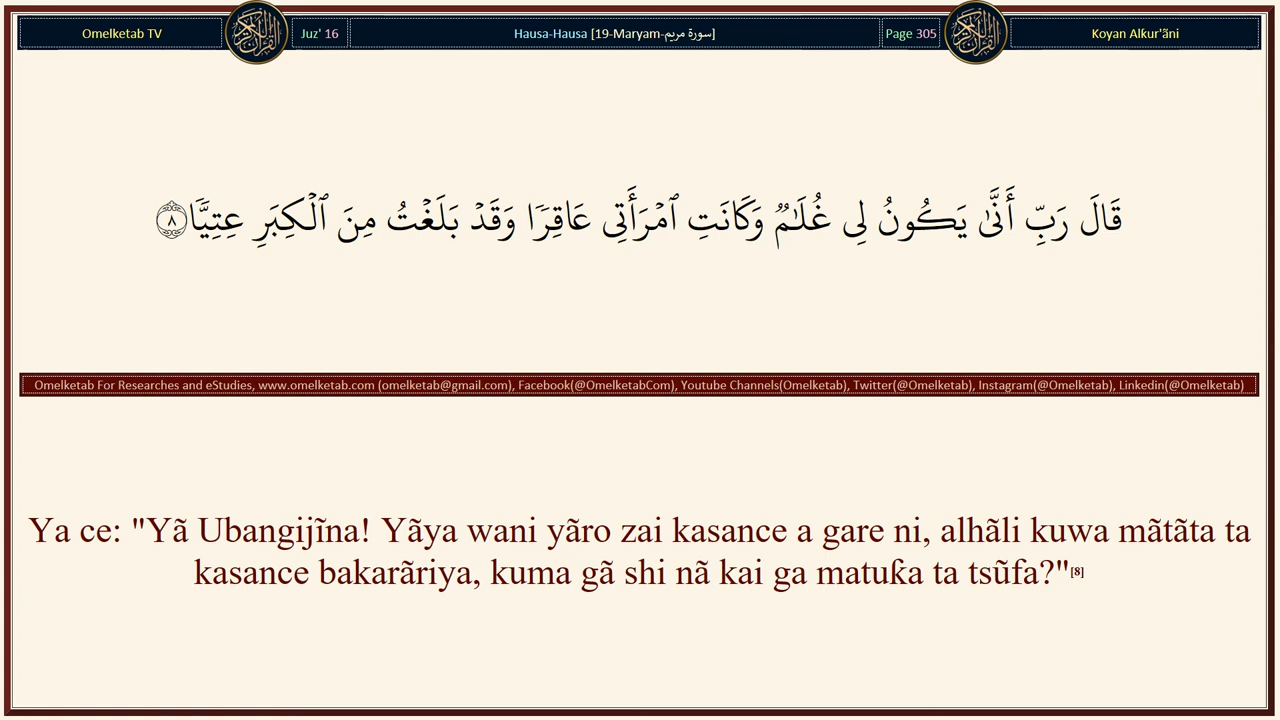 Omelketab TV
Juz' 16
Hausa-Hausa [19-Maryam-سورة مريم]
Page 305
Koyan Alƙur'ãni
قَالَ رَبِّ أَنَّىٰ يَكُونُ لِي غُلَٰمٞ وَكَانَتِ ٱمۡرَأَتِي عَاقِرٗا وَقَدۡ بَلَغۡتُ مِنَ ٱلۡكِبَرِ عِتِيّٗا ٨
Omelketab For Researches and eStudies, www.omelketab.com (omelketab@gmail.com), Facebook(@OmelketabCom), Youtube Channels(Omelketab), Twitter(@Omelketab), Instagram(@Omelketab), Linkedin(@Omelketab)
Ya ce: "Yã Ubangijĩna! Yãya wani yãro zai kasance a gare ni, alhãli kuwa mãtãta ta
kasance bakarãriya, kuma gã shi nã kai ga matuƙa ta tsũfa?"[8]